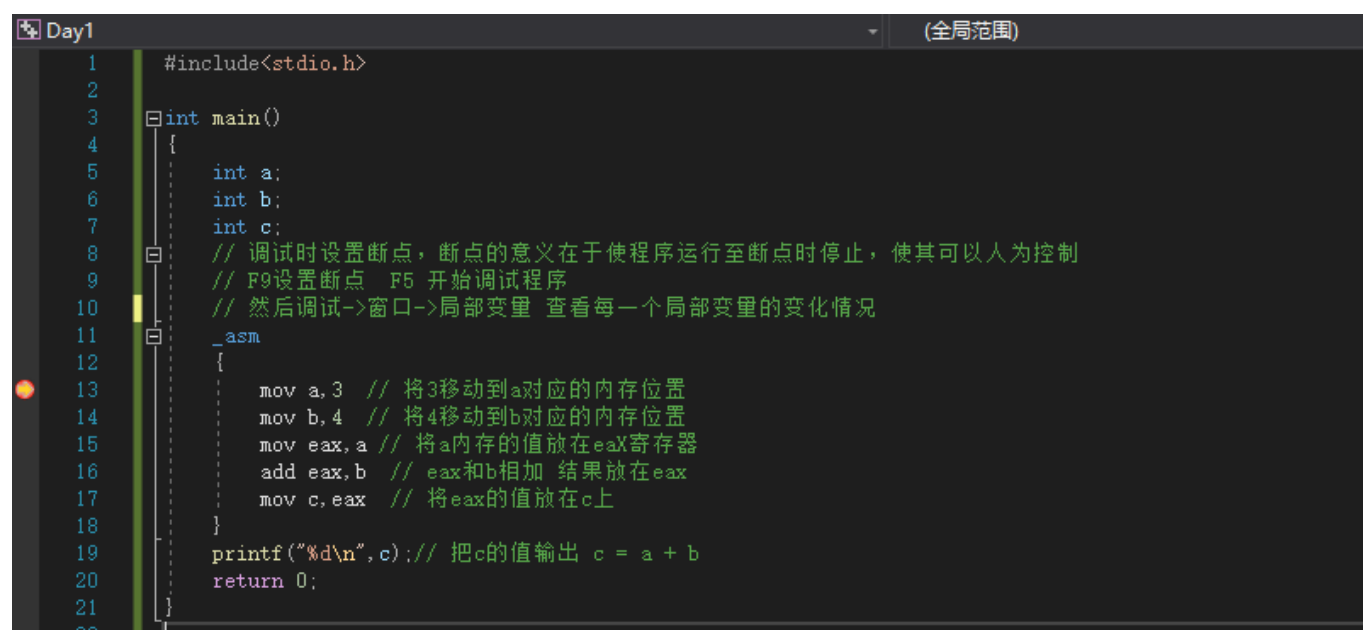 Day1 (全局范围)
1 #include<stdio.h>
2
3 int main()
4 {
5 int a;
6 int b;
7 int c;
8 // 调试时设置断点，断点的意义在于使程序运行至断点时停止，使其可以人为控制
9 // F9设置断点 F5 开始调试程序
10 // 然后调试->窗口->局部变量 查看每一个局部变量的变化情况
11 _asm
12 {
13 mov a,3 // 将3移动到a对应的内存位置
14 mov b,4 // 将4移动到b对应的内存位置
15 mov eax,a // 将a内存的值放在eaX寄存器
16 add eax,b // eax和b相加 结果放在eax
17 mov c,eax // 将eax的值放在c上
18 }
19 printf("%d\n",c);// 把c的值输出 c = a + b
20 return 0;
21 }